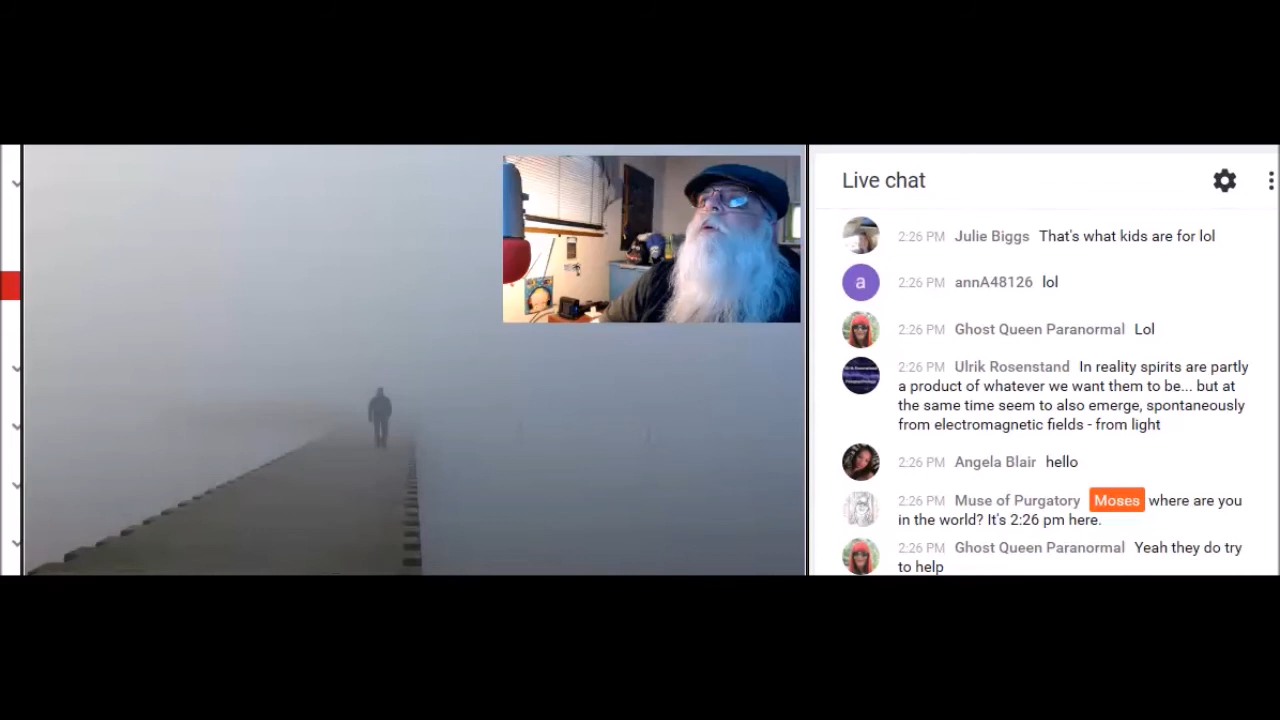 Live chat
2:26 PM Julie Biggs That's what kids are for lol
a
2:26 PM annA48126 lol
2:26 PM Ghost Queen Paranormal Lol
2:26 PM Ulrik Rosenstand In reality spirits are partly
a product of whatever we want them to be... but at
the same time seem to also emerge, spontaneously
from electromagnetic fields - from light
2:26 PM Angela Blair hello
2:26 PM Muse of Purgatory Moses where are you
in the world? It's 2:26 pm here.
2:26 PM Ghost Queen Paranormal Yeah they do try
to help